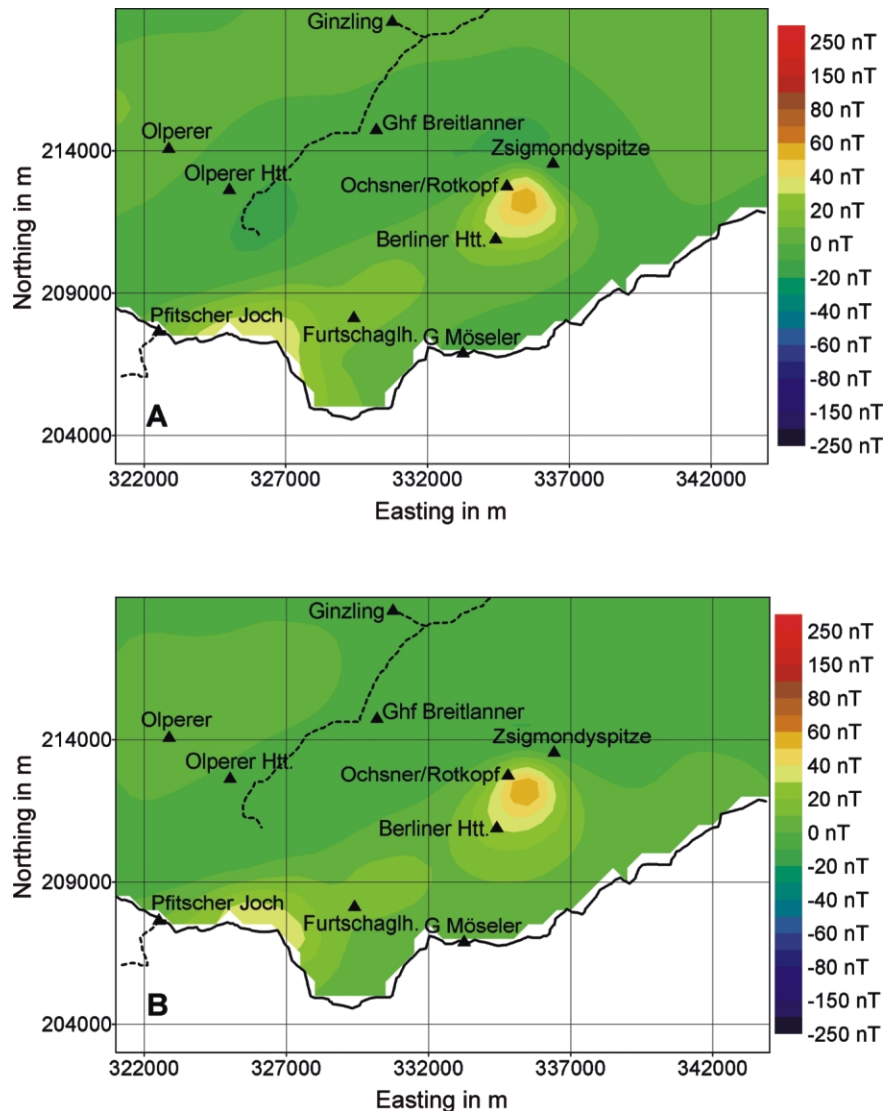 Ginzling
250 nT
150 nT
80 nT
60 nT
40 nT
20 nT
0 nT
-20 nT
-40 nT
-60 nT
-80 nT
-150 nT
-250 nT
Olperer
Ghf Breitlanner
Zsigmondyspitze
Olperer Htt.
Ochsner/Rotkopf
Berliner Htt.
Pfitscher Joch
Furtschaglh.
G Möseler
A
Northing in m
214000
209000
204000
322000
327000
332000
337000
342000
Easting in m
Ginzling
250 nT
150 nT
80 nT
60 nT
40 nT
20 nT
0 nT
-20 nT
-40 nT
-60 nT
-80 nT
-150 nT
-250 nT
Olperer
Ghf Breitlanner
Zsigmondyspitze
Olperer Htt.
Ochsner/Rotkopf
Berliner Htt.
Pfitscher Joch
Furtschaglh.
G Möseler
B
Northing in m
214000
209000
204000
322000
327000
332000
337000
342000
Easting in m